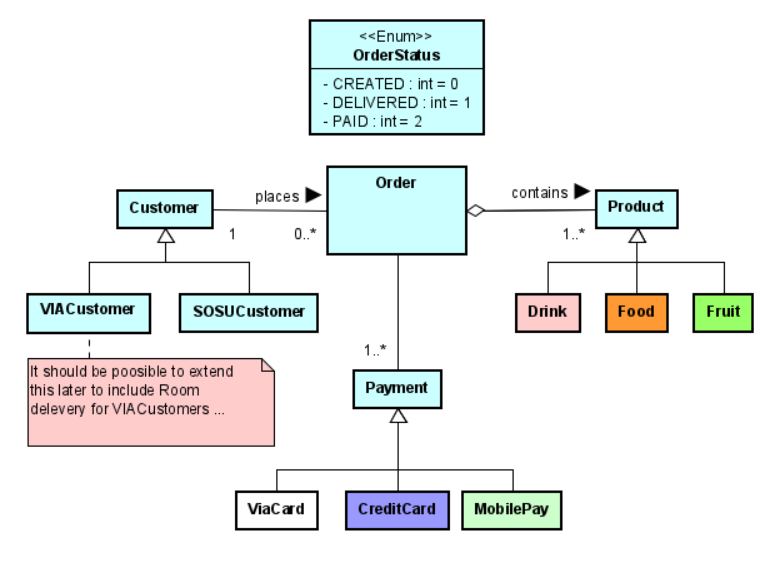 <<Enum>>
OrderStatus
- CREATED : int = 0
- DELIVERED : int = 1
- PAID : int = 2
Order
places
contains
Customer
Product
1
0..*
1..*
VIACustomer
SOSUCustomer
Drink
Food
Fruit
It should be poosible to extend
this later to include Room
delevery for VIACustomers ...
1..*
Payment
ViaCard
CreditCard
MobilePay